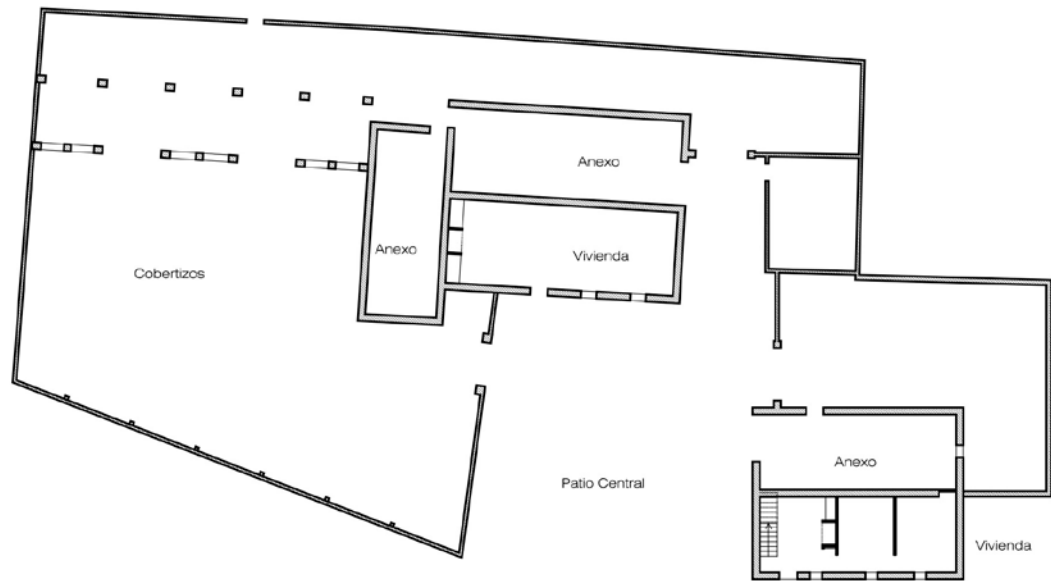 Anexo
Anexo
Vivienda
Cobertizos
Anexo
Patio Central
Vivienda